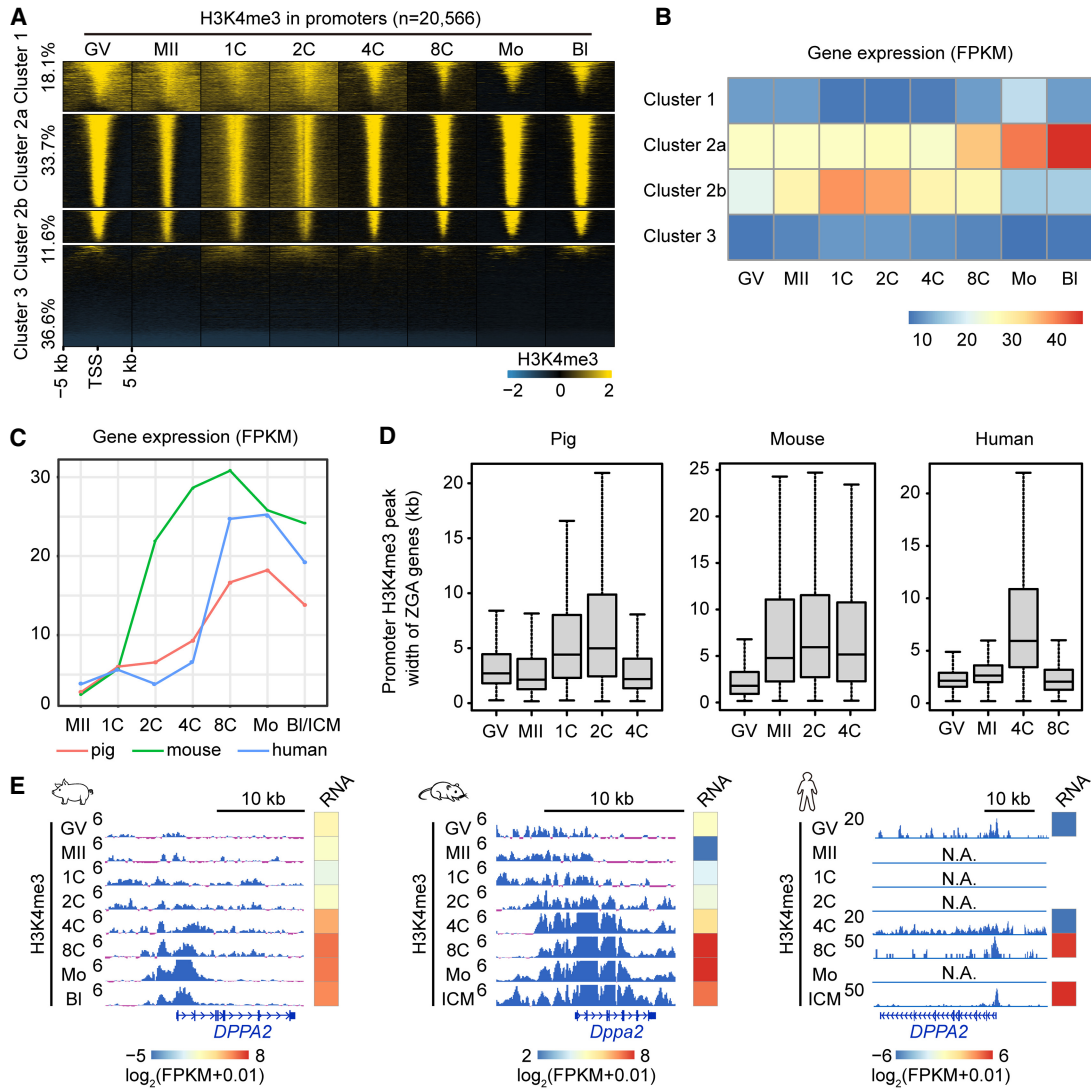 A
H3K4me3 in promoters (n=20,566)
GV MII 1C 2C 4C 8C Mo Bl
Cluster 1 18.1%
Cluster 2a 33.7%
Cluster 2b 11.6%
Cluster 3 36.6%
−5 kb TSS 5 kb
H3K4me3
−2 0 2
B
Gene expression (FPKM)
Cluster 1
Cluster 2a
Cluster 2b
Cluster 3
GV MII 1C 2C 4C 8C Mo Bl
10 20 30 40
C
Gene expression (FPKM)
30
20
10
0
MII 1C 2C 4C 8C Mo Bl/ICM
pig mouse human
D
Promoter H3K4me3 peak
width of ZGA genes (kb)
Pig
20
15
10
5
0
GV MII 1C 2C 4C
Mouse
25
20
15
10
5
0
GV MII 2C 4C
Human
20
15
10
5
0
GV MI 4C 8C
E
10 kb RNA
H3K4me3
GV 6
MII 6
1C 6
2C 6
4C 6
8C 6
Mo 6
Bl 6
DPPA2
−5 8
log2(FPKM+0.01)
10 kb RNA
H3K4me3
GV 6
MII 6
1C 6
2C 6
4C 6
8C 6
Mo 6
ICM 6
Dppa2
2 8
log2(FPKM+0.01)
10 kb RNA
H3K4me3
GV 20
MII N.A.
1C N.A.
2C N.A.
4C 20
8C 50
Mo N.A.
ICM 50
DPPA2
−6 6
log2(FPKM+0.01)